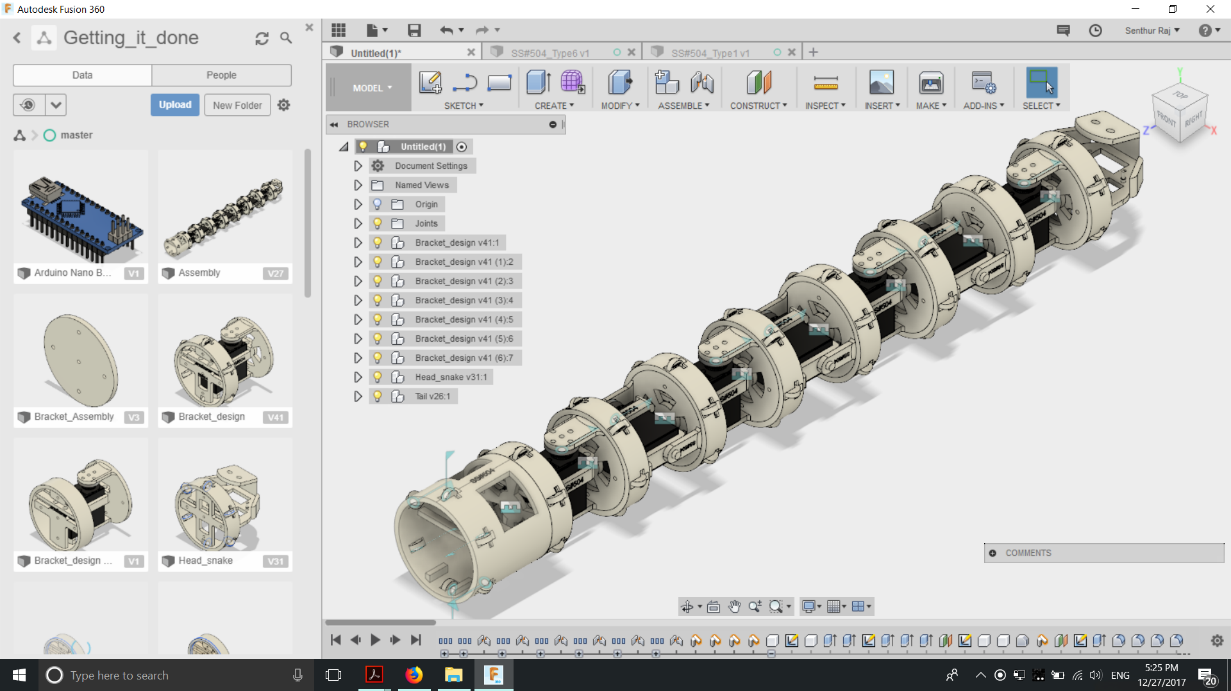 Autodesk Fusion 360
Getting_it_done
Data
People
Upload
New Folder
master
Arduino Nano B...
V1
Assembly
V27
Bracket_Assembly
V3
Bracket_design
V41
Bracket_design ...
V1
Head_snake
V31
Senthur Raj
Untitled(1)*
SS#504_Type6 v1
SS#504_Type1 v1
MODEL
SKETCH
CREATE
MODIFY
ASSEMBLE
CONSTRUCT
INSPECT
INSERT
MAKE
ADD-INS
SELECT
BROWSER
Untitled(1)
Document Settings
Named Views
Origin
Joints
Bracket_design v41:1
Bracket_design v41 (1):2
Bracket_design v41 (2):3
Bracket_design v41 (3):4
Bracket_design v41 (4):5
Bracket_design v41 (5):6
Bracket_design v41 (6):7
Head_snake v31:1
Tail v26:1
Y
TOP
FRONT
RIGHT
Z
X
COMMENTS
Type here to search
ENG
5:25 PM
12/27/2017
20